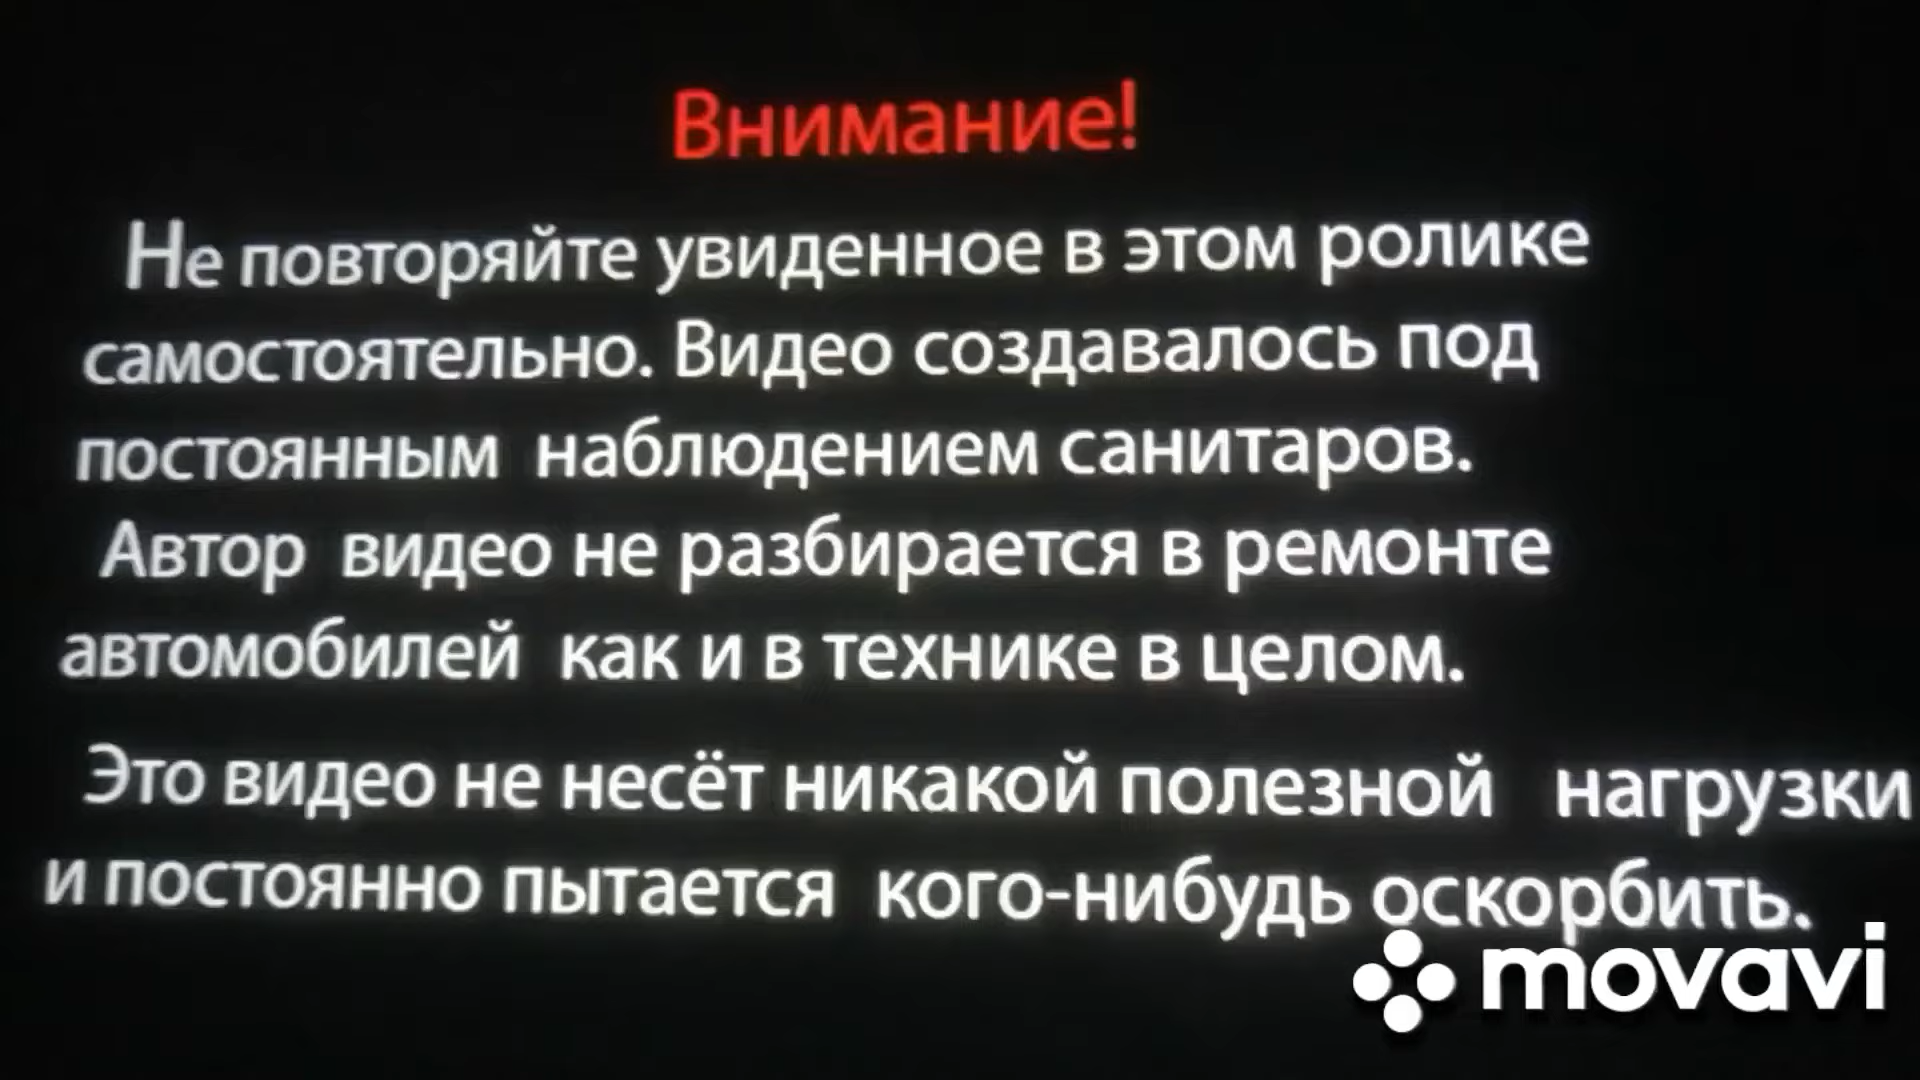 Внимание!
Не повторяйте увиденное в этом ролике
самостоятельно. Видео создавалось под
постоянным наблюдением санитаров.
Автор видео не разбирается в ремонте
автомобилей как и в технике в целом.
Это видео не несёт никакой полезной нагрузки
и постоянно пытается кого-нибудь оскорбить.
movavi